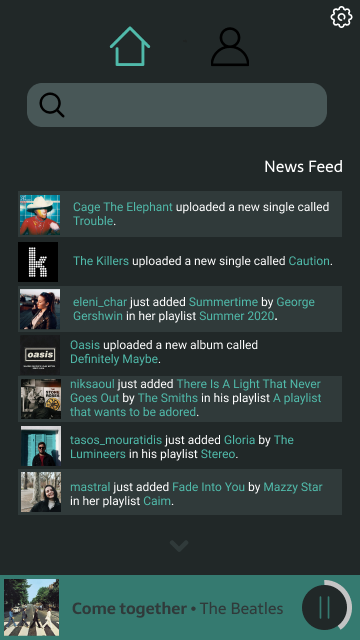 News Feed
Cage The Elephant uploaded a new single called
Trouble.
k
The Killers uploaded a new single called Caution.
eleni_char just added Summertime by George
Gershwin in her playlist Summer 2020.
oasis
Oasis uploaded a new album called
Definitely Maybe.
niksaoul just added There Is A Light That Never
Goes Out by The Smiths in his playlist A playlist
that wants to be adored.
tasos_mouratidis just added Gloria by The
Lumineers in his playlist Stereo.
mastral just added Fade Into You by Mazzy Star
in her playlist Caim.
Come together • The Beatles